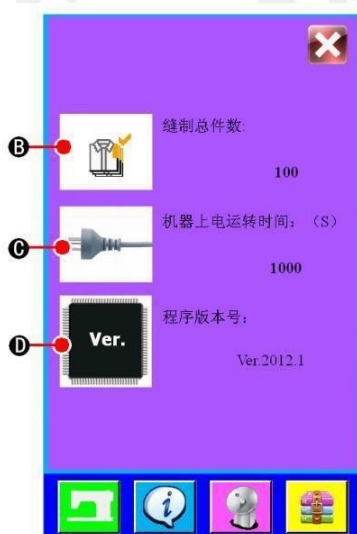 缝制总件数:
B
100
机器上电运转时间：（S）
C
1000
程序版本号：
D
Ver.
Ver.2012.1